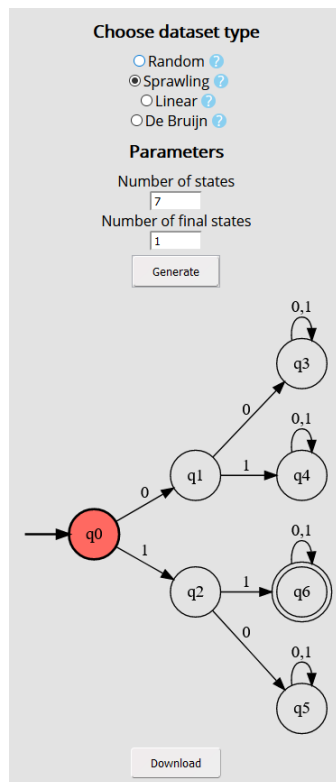 Choose dataset type
Random ?
Sprawling ?
Linear ?
De Bruijn ?
Parameters
Number of states
7
Number of final states
1
Generate
0,1
q3
0
0,1
q1
1
q4
0
q0
0,1
1
q2
1
q6
0
0,1
q5
Download